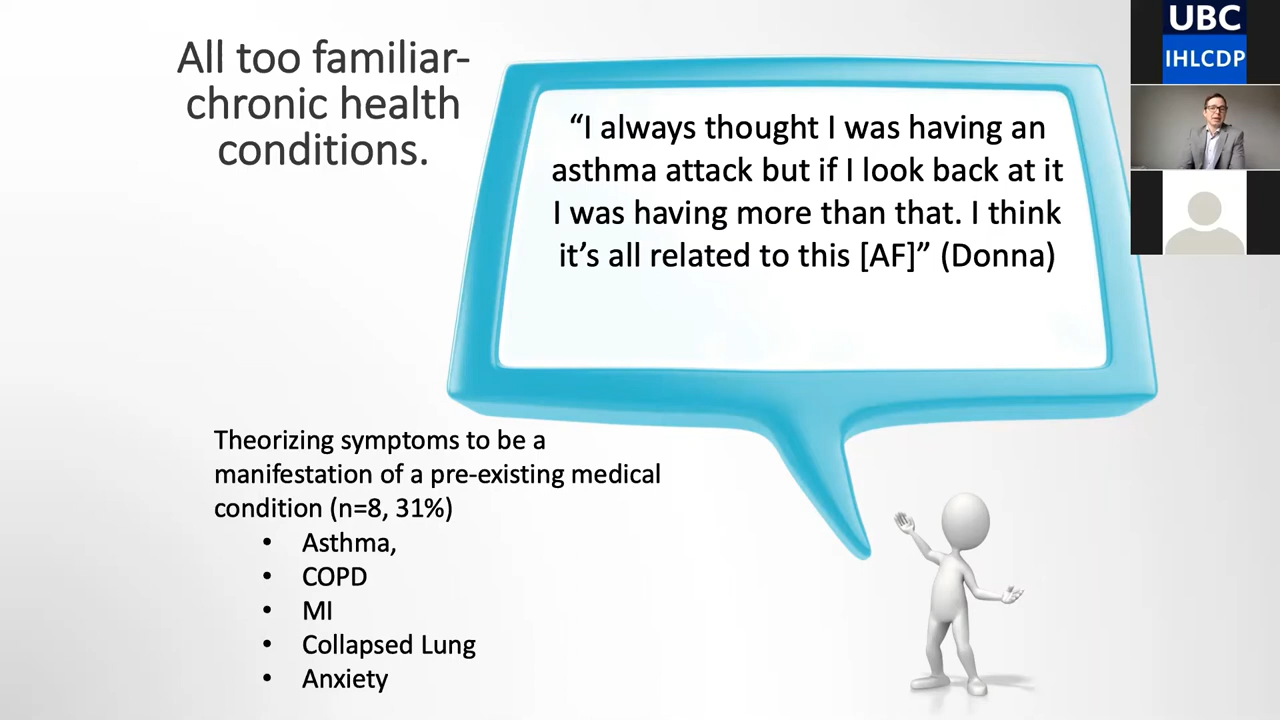 All too familiar-
chronic health
conditions.
“I always thought I was having an
asthma attack but if I look back at it
I was having more than that. I think
it’s all related to this [AF]” (Donna)
Theorizing symptoms to be a
manifestation of a pre-existing medical
condition (n=8, 31%)
• Asthma,
• COPD
• MI
• Collapsed Lung
• Anxiety
UBC
IHLCDP